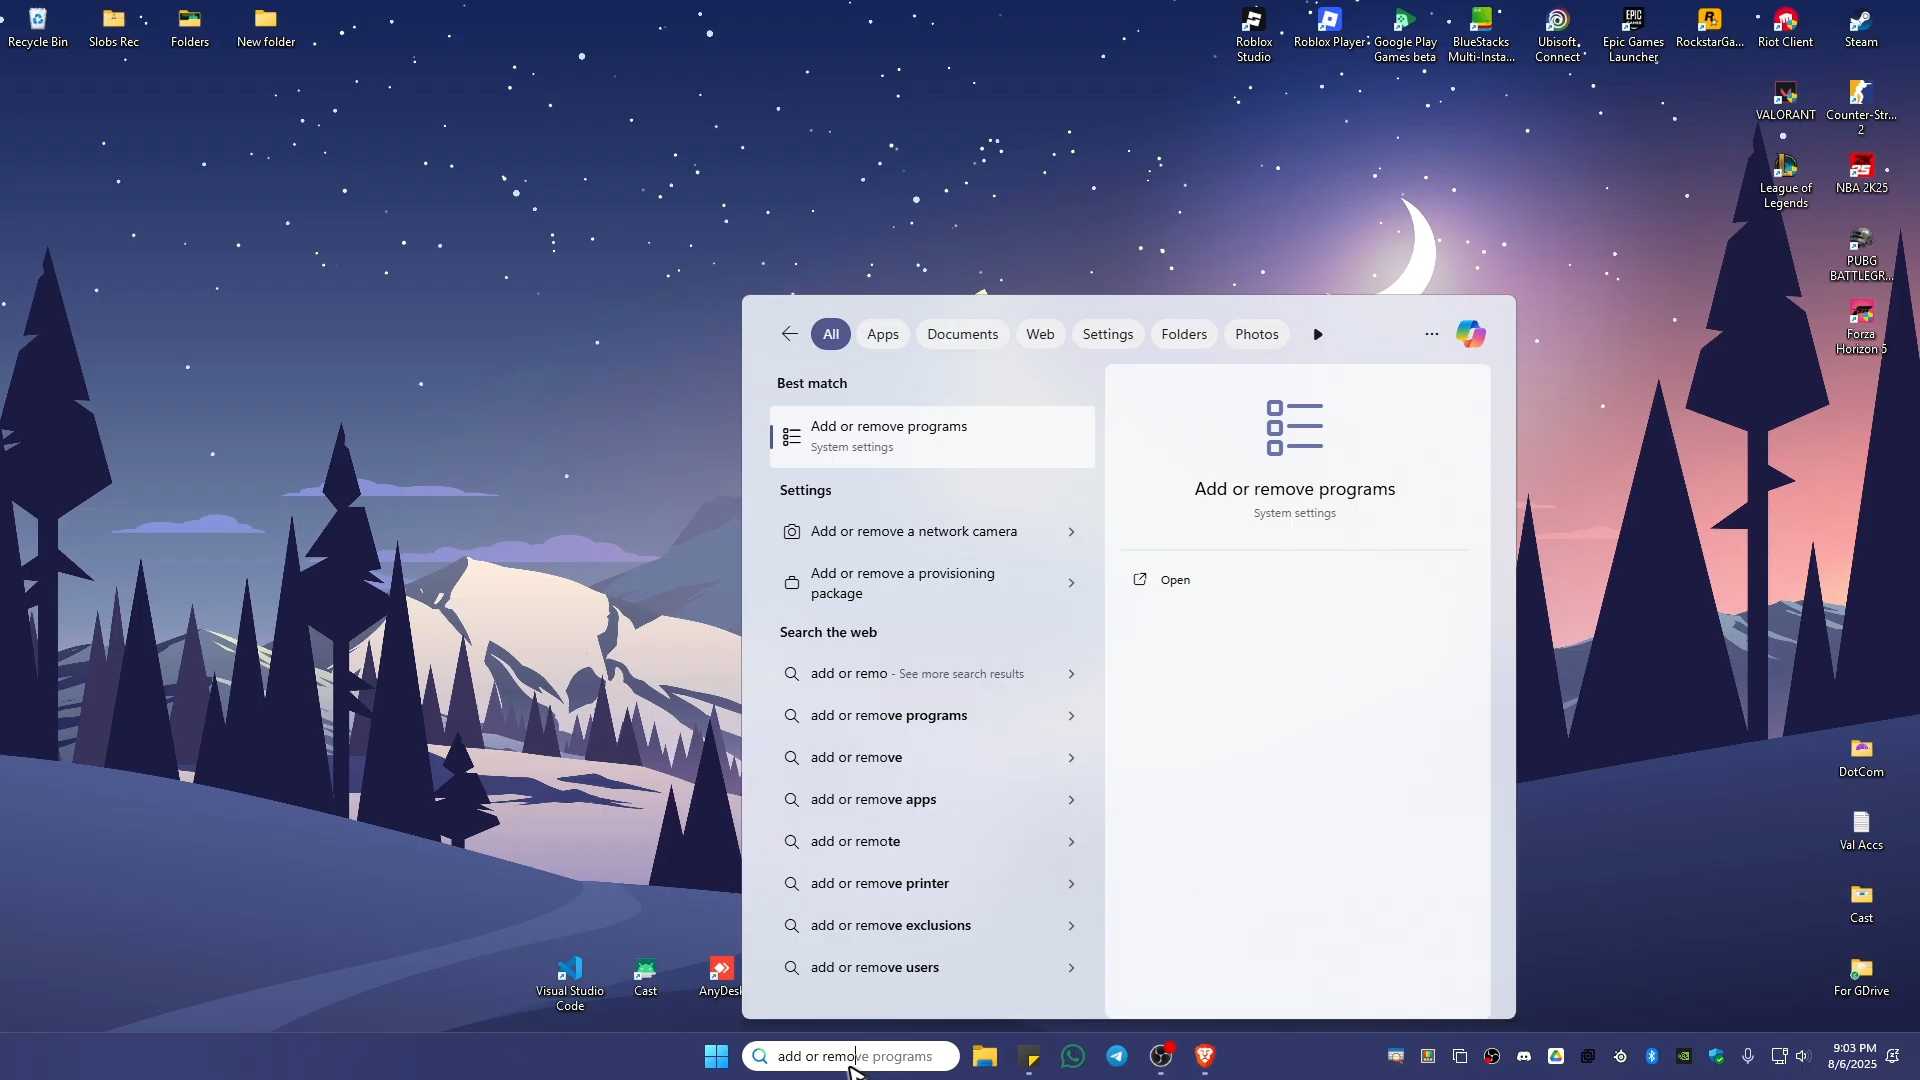 Recycle Bin
Slobs Rec
Folders
New folder
Roblox
Studio
Roblox Player
Google Play
Games beta
BlueStacks
Multi-Insta...
Ubisoft
Connect
Epic Games
Launcher
RockstarGa...
Riot Client
Steam
VALORANT
Counter-Str...
2
League of
Legends
NBA 2K25
PUBG
BATTLEGR...
Forza
Horizon 5
All
Apps
Documents
Web
Settings
Folders
Photos
Best match
Add or remove programs
System settings
Settings
Add or remove a network camera
Add or remove a provisioning
package
Search the web
add or remo - See more search results
add or remove programs
add or remove
add or remove apps
add or remote
add or remove printer
add or remove exclusions
add or remove users
Add or remove programs
System settings
Open
DotCom
Val Accs
Cast
For GDrive
Visual Studio
Code
Cast
AnyDesk
add or remove programs
9:03 PM
8/6/2025